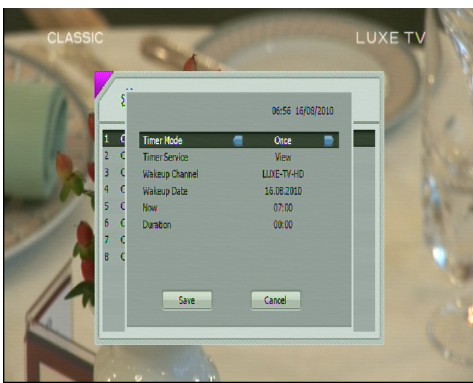 CLASSIC
LUXE TV
06:56 16/08/2010
1
Timer Mode Once
2
Timer Service View
3
Wakeup Channel LUXE-TV-HD
4
Wakeup Date 16.08.2010
5
Now 07:00
6
Duration 00:00
7
8
Save Cancel